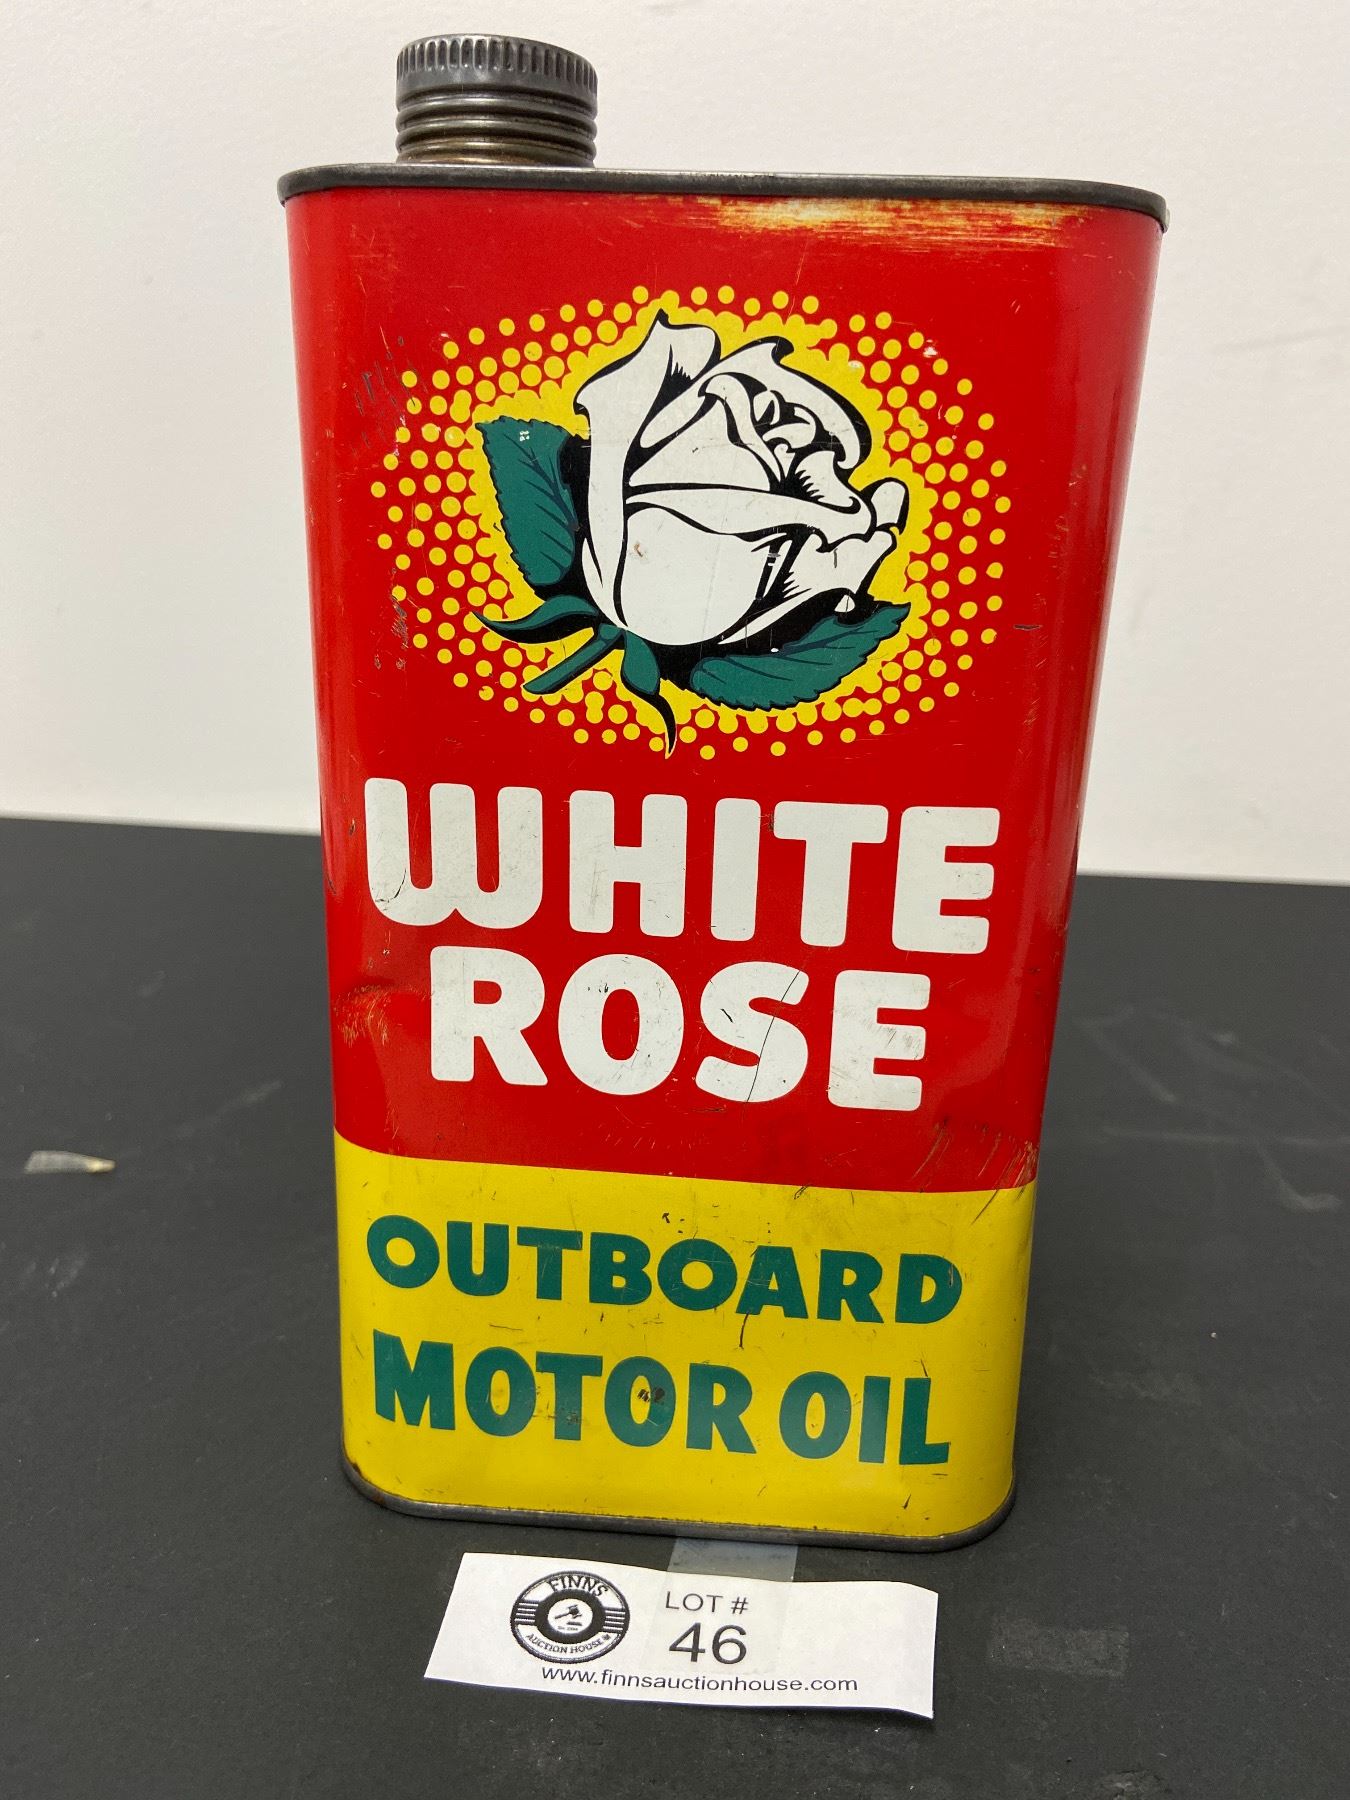 WHITE
ROSE
OUTBOARD
MOTOR OIL
FINNS
AUCTION HOUSE
LOT #
46
www.finnsauctionhouse.com